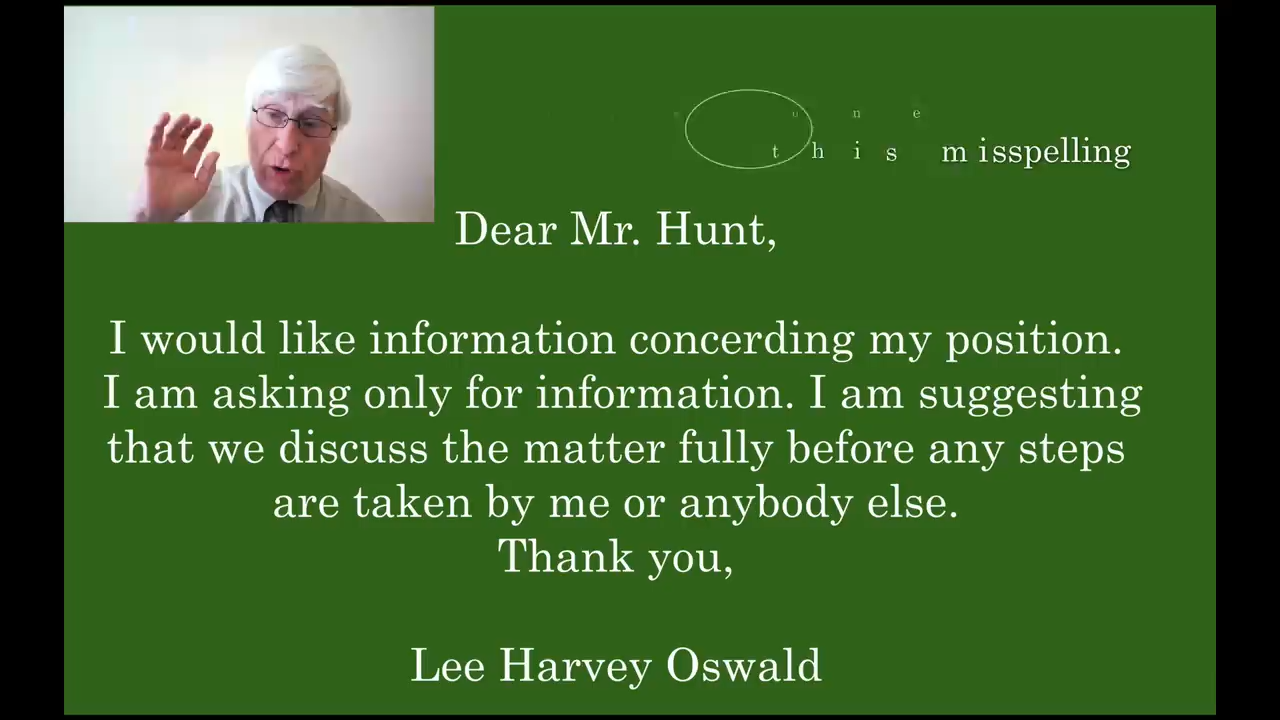 u n e
t h i s misspelling
Dear Mr. Hunt,
I would like information concerding my position.
I am asking only for information. I am suggesting
that we discuss the matter fully before any steps
are taken by me or anybody else.
Thank you,
Lee Harvey Oswald